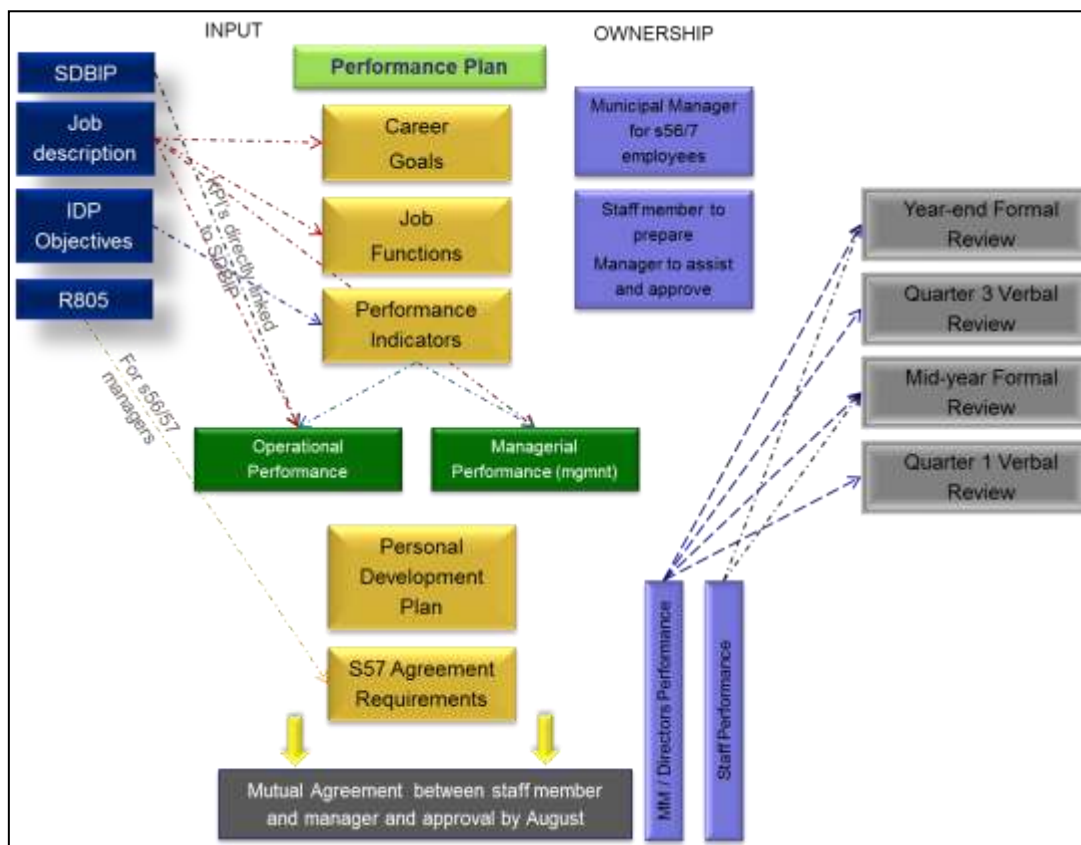 INPUT
OWNERSHIP
Performance Plan
SDBIP
Job
description
IDP
Objectives
R805
Career
Goals
Job
Functions
Performance
Indicators
KPI's directly linked
to SDBIP
For s56/57
managers
Operational
Performance
Managerial
Performance (mgmnt)
Personal
Development
Plan
S57 Agreement
Requirements
Mutual Agreement between staff member
and manager and approval by August
Municipal Manager
for s56/7
employees
Staff member to
prepare
Manager to assist
and approve
MM / Directors Performance
Staff Performance
Year-end Formal
Review
Quarter 3 Verbal
Review
Mid-year Formal
Review
Quarter 1 Verbal
Review